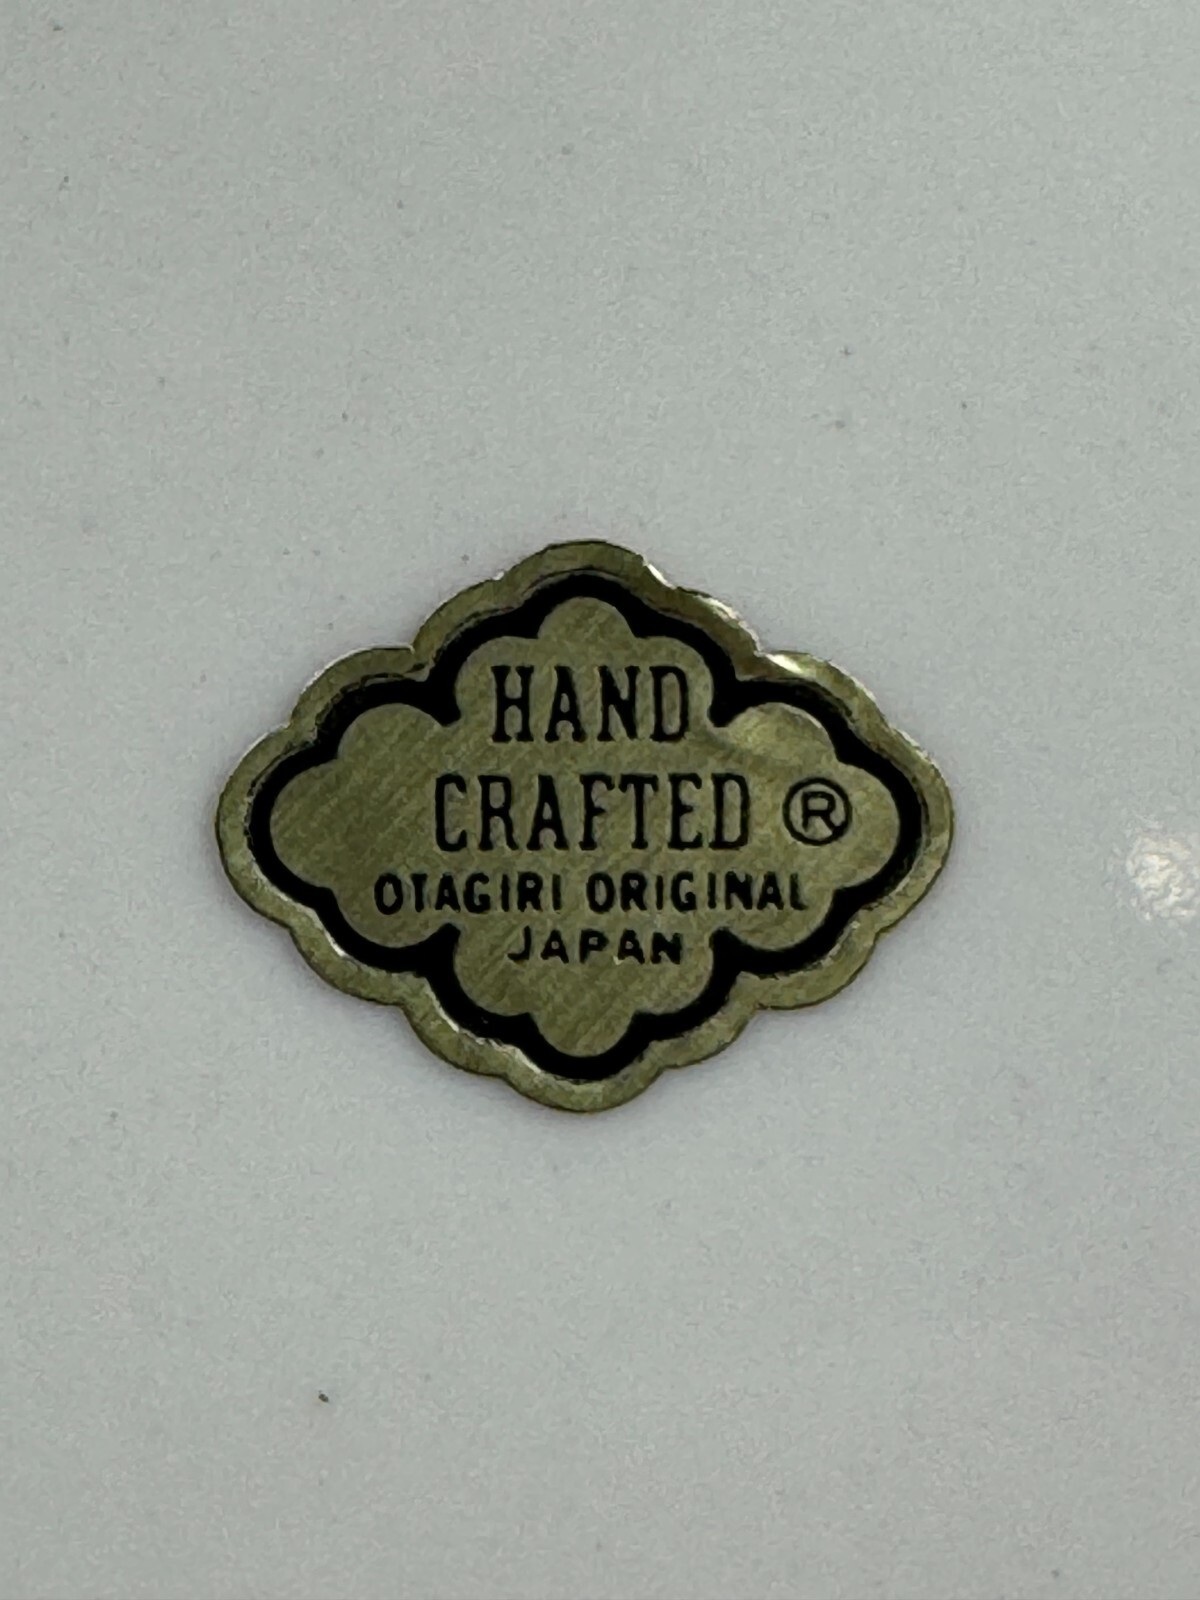 HAND
CRAFTED ®
OTAGIRI ORIGINAL
JAPAN